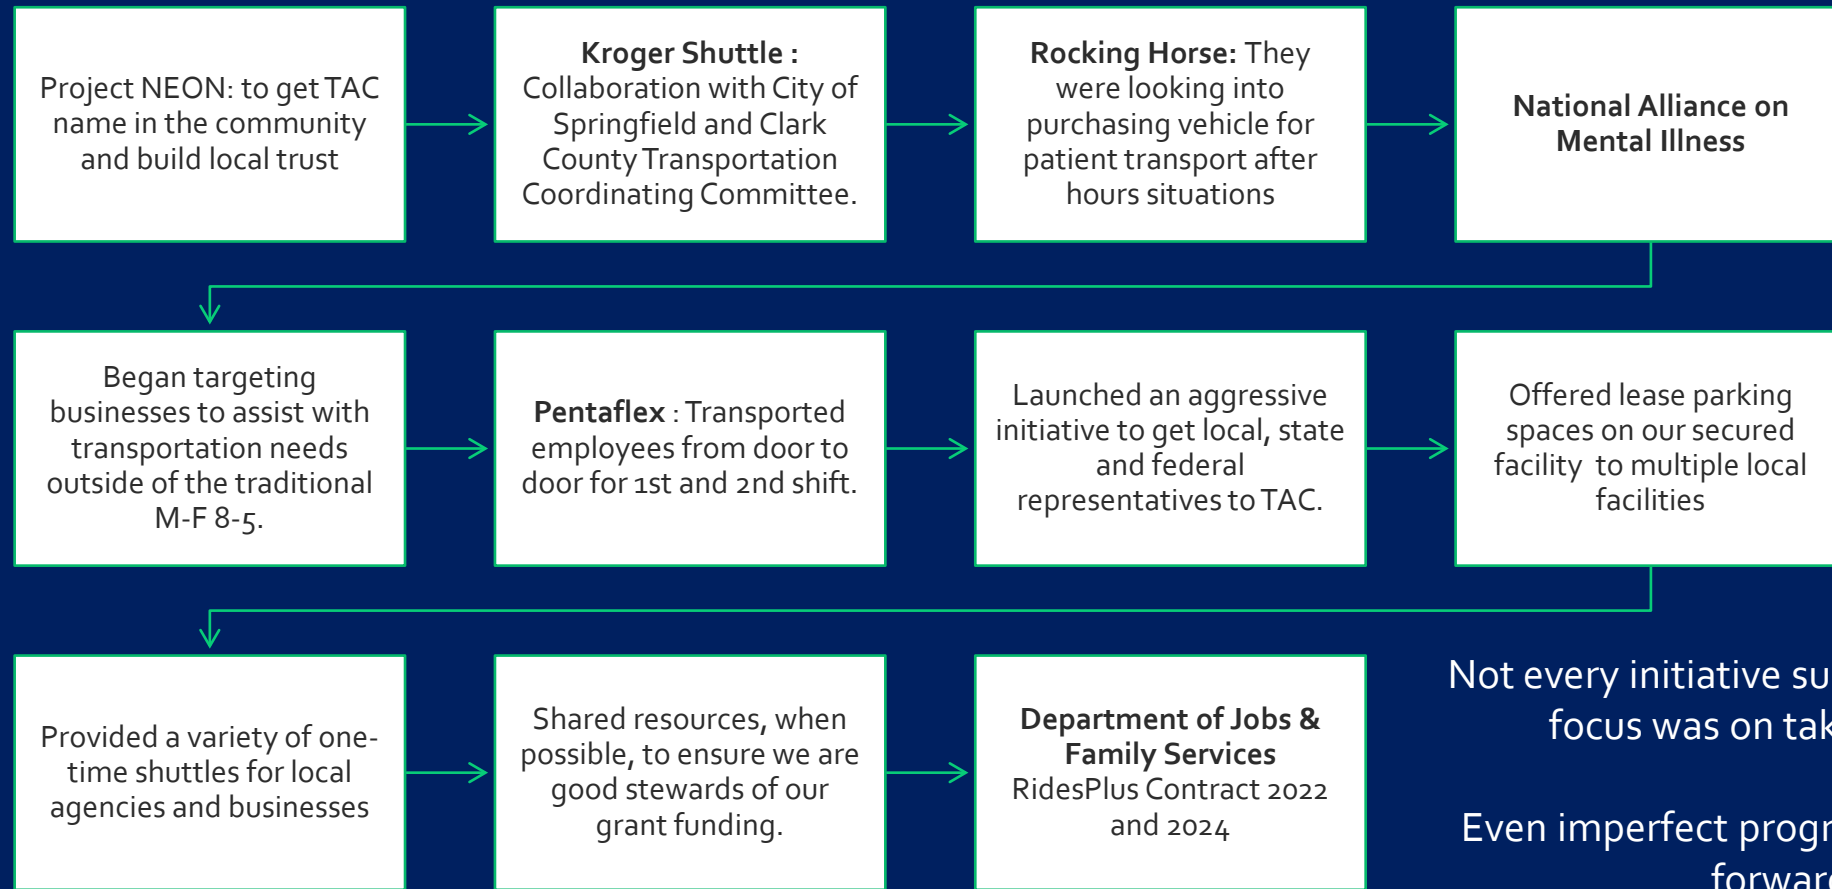 Project NEON: to get TAC
name in the community
and build local trust
Kroger Shuttle :
Collaboration with City of
Springfield and Clark
County Transportation
Coordinating Committee.
Rocking Horse: They
were looking into
purchasing vehicle for
patient transport after
hours situations
National Alliance on
Mental Illness
Began targeting
businesses to assist with
transportation needs
outside of the traditional
M-F 8-5.
Pentaflex : Transported
employees from door to
door for 1st and 2nd shift.
Launched an aggressive
initiative to get local, state
and federal
representatives to TAC.
Offered lease parking
spaces on our secured
facility to multiple local
facilities
Provided a variety of one-
time shuttles for local
agencies and businesses
Shared resources, when
possible, to ensure we are
good stewards of our
grant funding.
Department of Jobs &
Family Services
RidesPlus Contract 2022
and 2024
Not every initiative
focus was on
Even imperfect